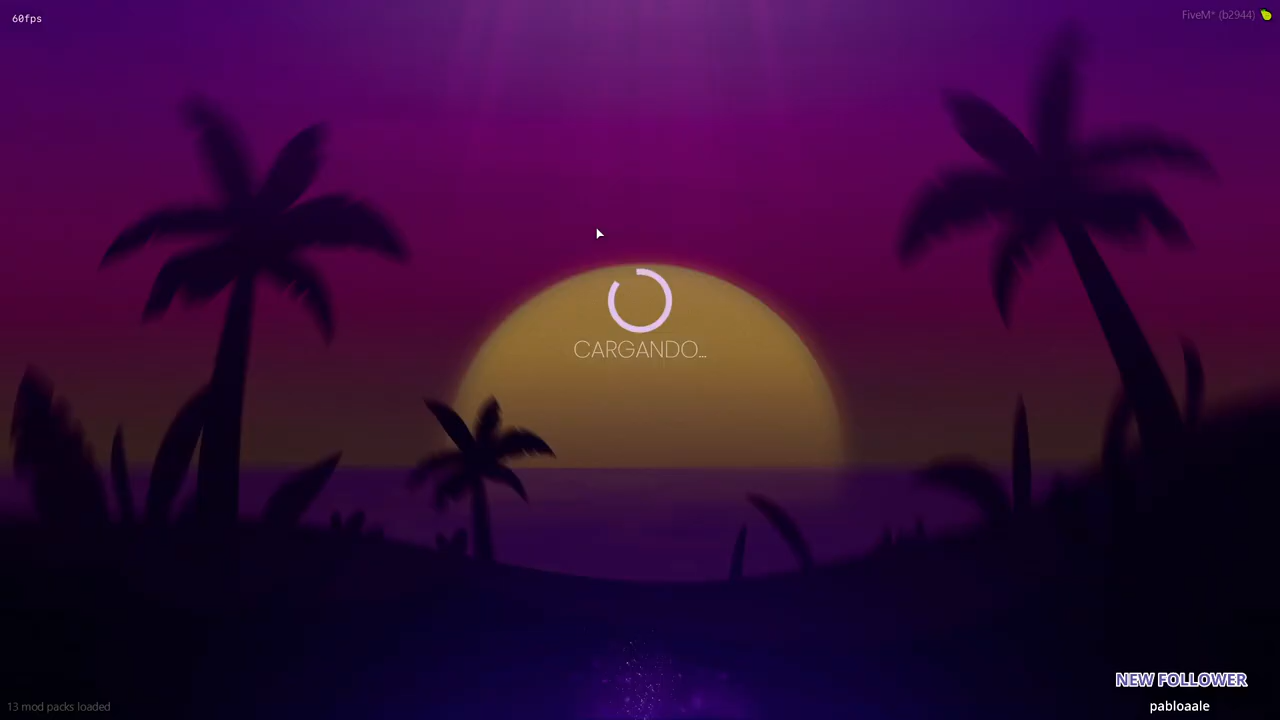 60fps
FiveM* (b2944)
CARGANDO...
NEW FOLLOWER
13 mod packs loaded
pabloaale